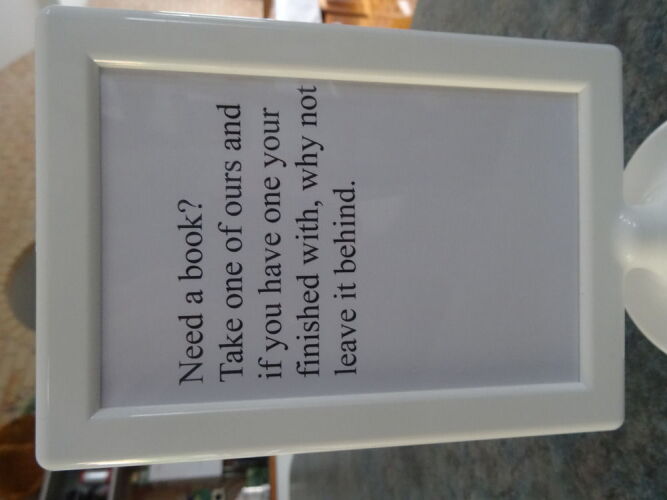 Need a book?
Take one of ours and
if you have one your
finished with, why not
leave it behind.